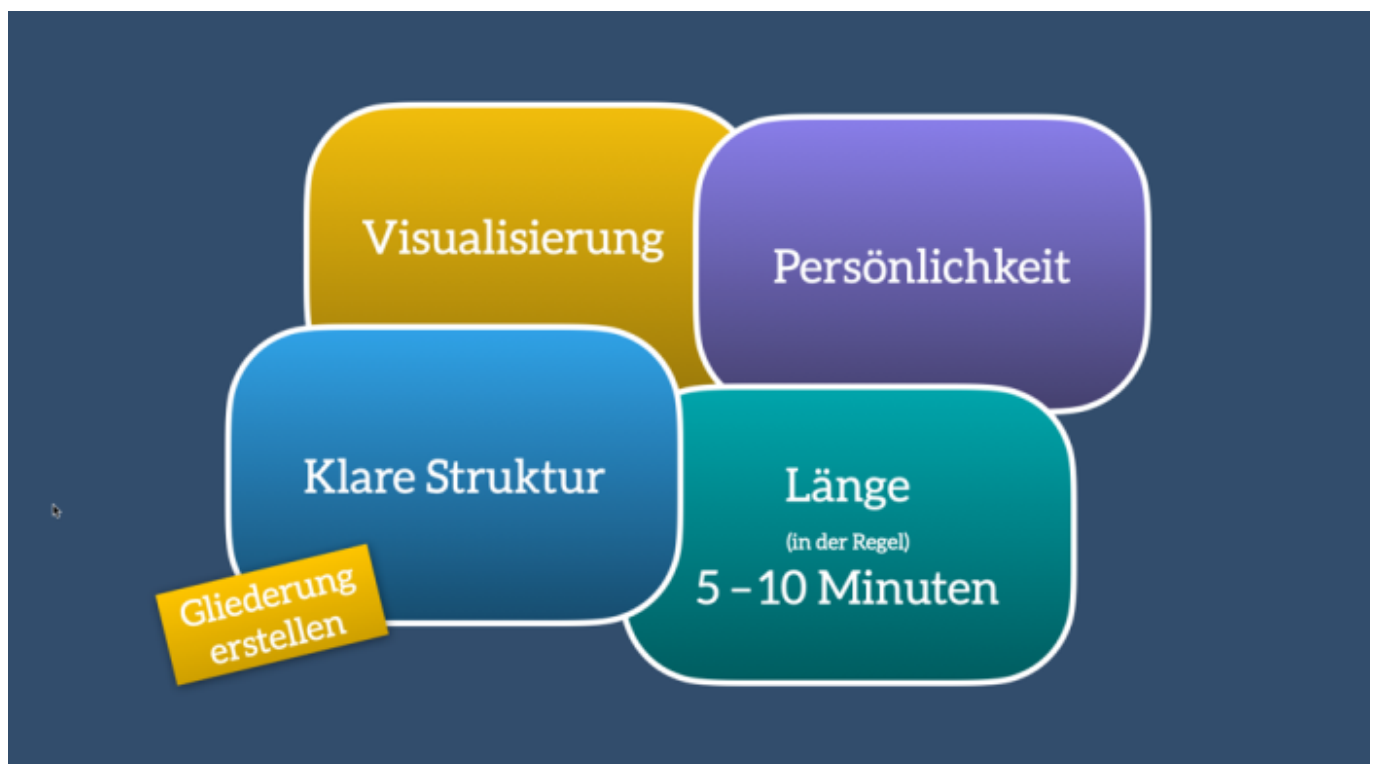 Visualisierung
Persönlichkeit
Klare Struktur
Länge
(in der Regel)
5 – 10 Minuten
Gliederung
erstellen